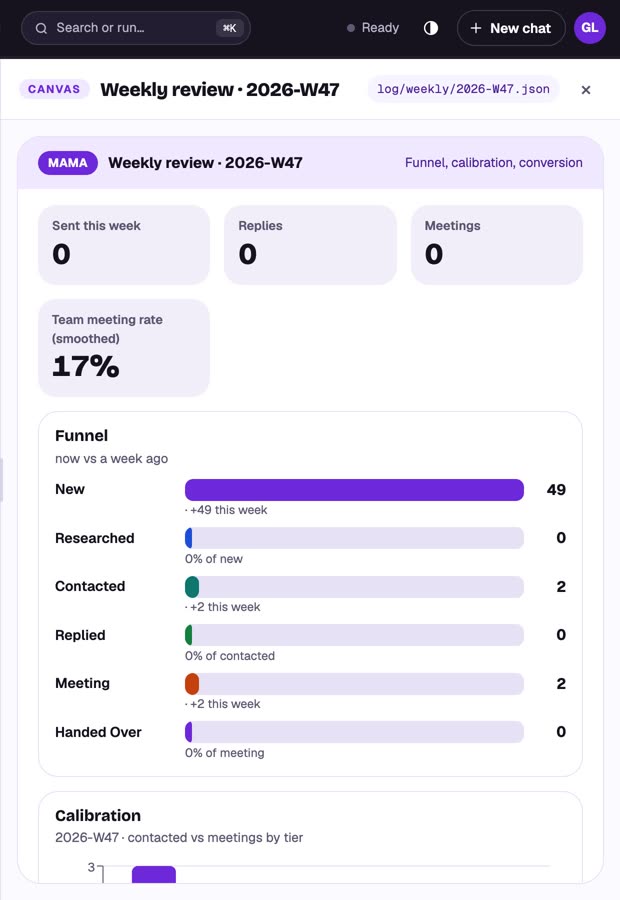 Search or run...
⌘K
Ready
+ New chat
GL
CANVAS
Weekly review · 2026-W47
log/weekly/2026-W47.json
×
MAMA
Weekly review · 2026-W47
Funnel, calibration, conversion
Sent this week
0
Replies
0
Meetings
0
Team meeting rate
(smoothed)
17%
Funnel
now vs a week ago
New
49
· +49 this week
Researched
0
0% of new
Contacted
2
· +2 this week
Replied
0
0% of contacted
Meeting
2
· +2 this week
Handed Over
0
0% of meeting
Calibration
2026-W47 · contacted vs meetings by tier
3